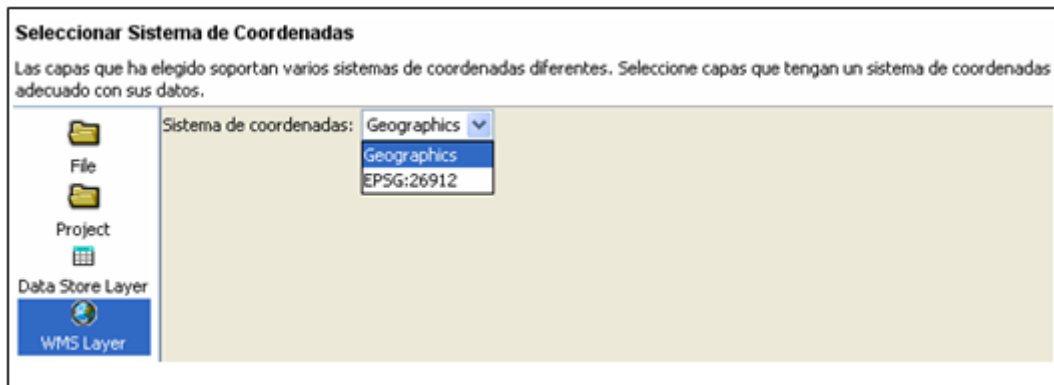 Seleccionar Sistema de Coordenadas
Las capas que ha elegido soportan varios sistemas de coordenadas diferentes. Seleccione capas que tengan un sistema de coordenadas
adecuado con sus datos.
File
Project
Data Store Layer
WMS Layer
Sistema de coordenadas: Geographics
Geographics
EPSG:26912